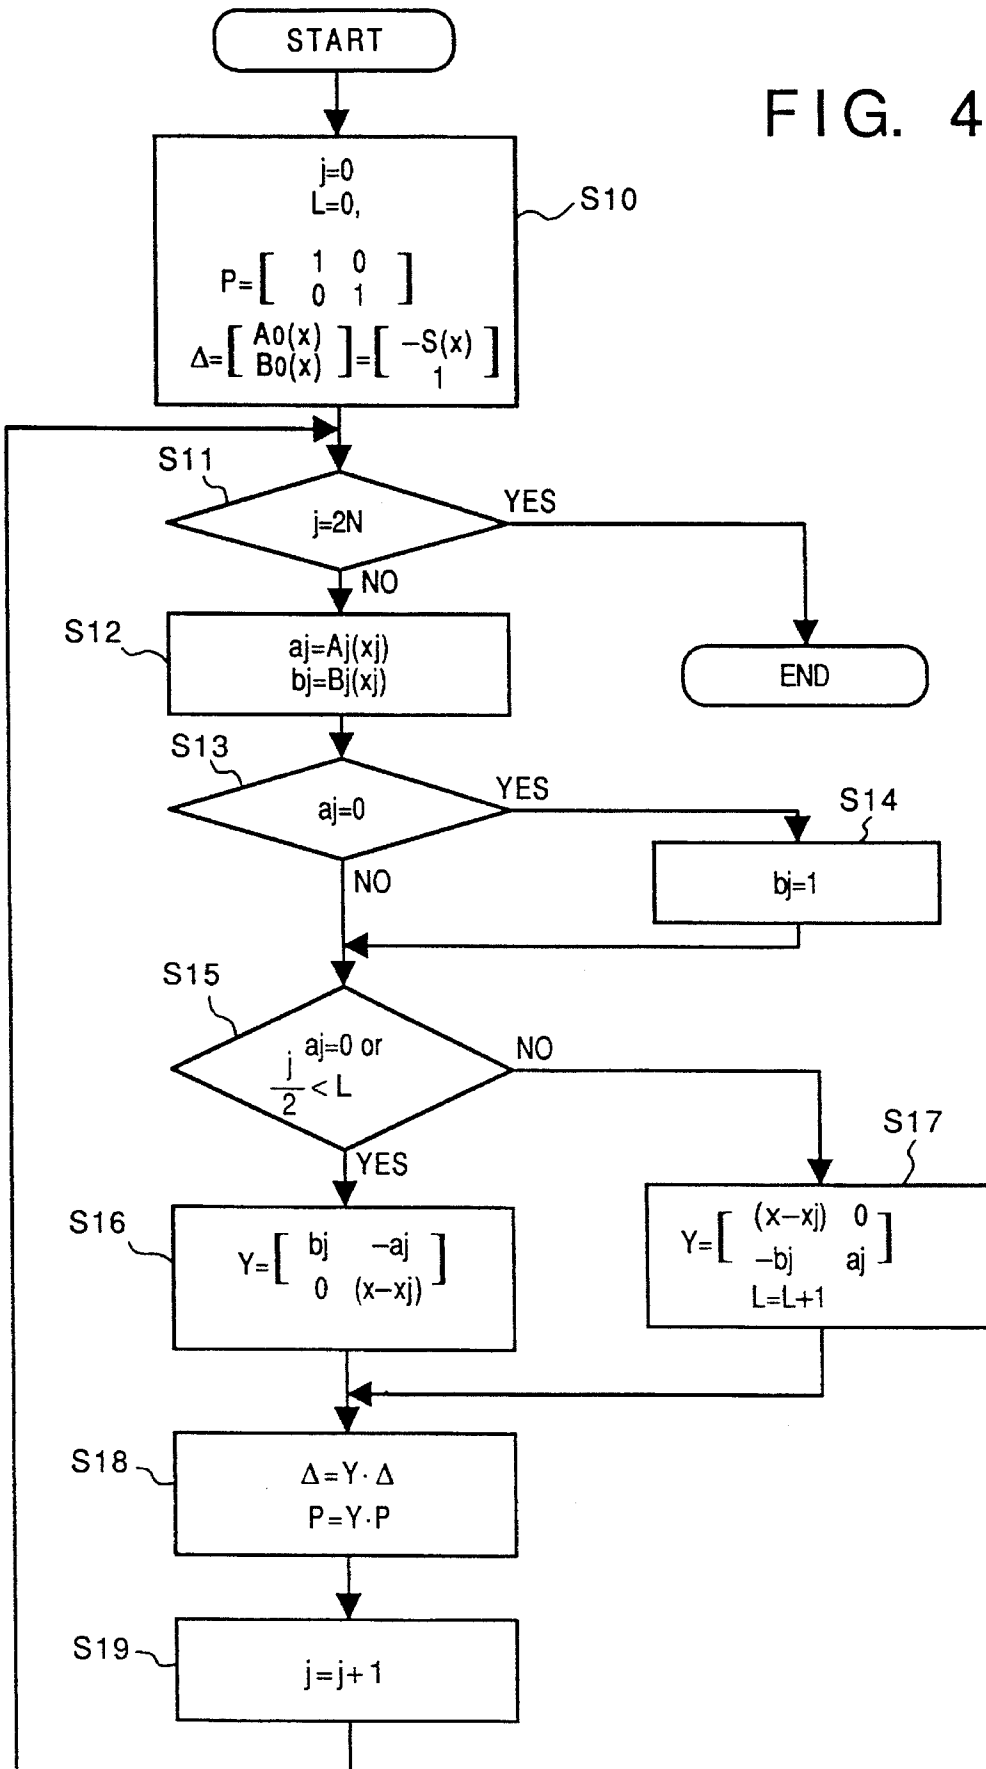 START
FIG. 4
j=0
L=0,
S10
P=[ 1 0
0 1 ]
Δ=[ A0(x)
B0(x) ]=[ -S(x)
1 ]
S11
j=2N
YES
NO
S12
aj=Aj(xj)
bj=Bj(xj)
END
S13
aj=0
YES
NO
S14
bj=1
S15
aj=0 or
j/2 < L
NO
YES
S16
Y=[ bj -aj
0 (x-xj) ]
S17
Y=[ (x-xj) 0
-bj aj ]
L=L+1
S18
Δ=Y·Δ
P=Y·P
S19
j=j+1